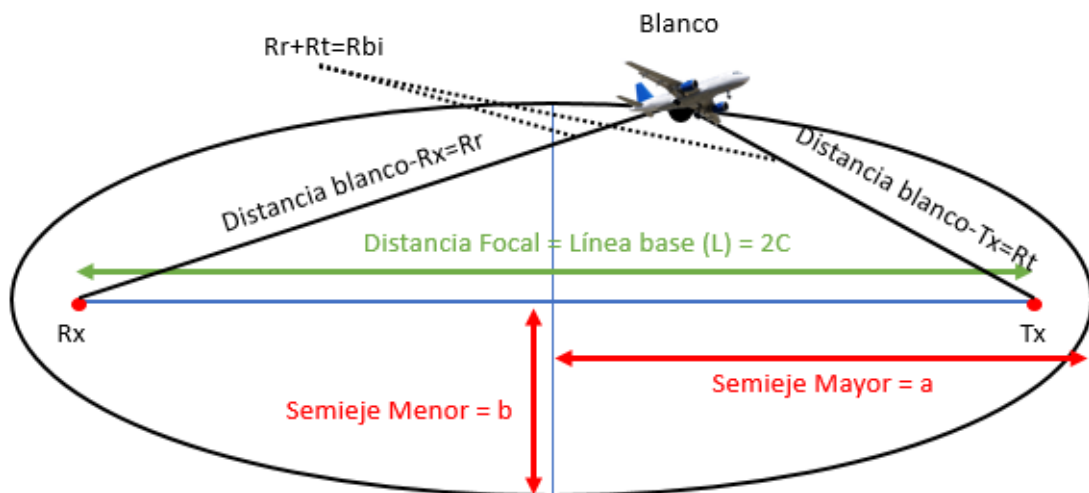 Blanco
Rr+Rt=Rbi
Distancia blanco-Rx=Rr
Distancia blanco-Tx=Rt
Distancia Focal = Línea base (L) = 2C
Rx
Tx
Semieje Mayor = a
Semieje Menor = b